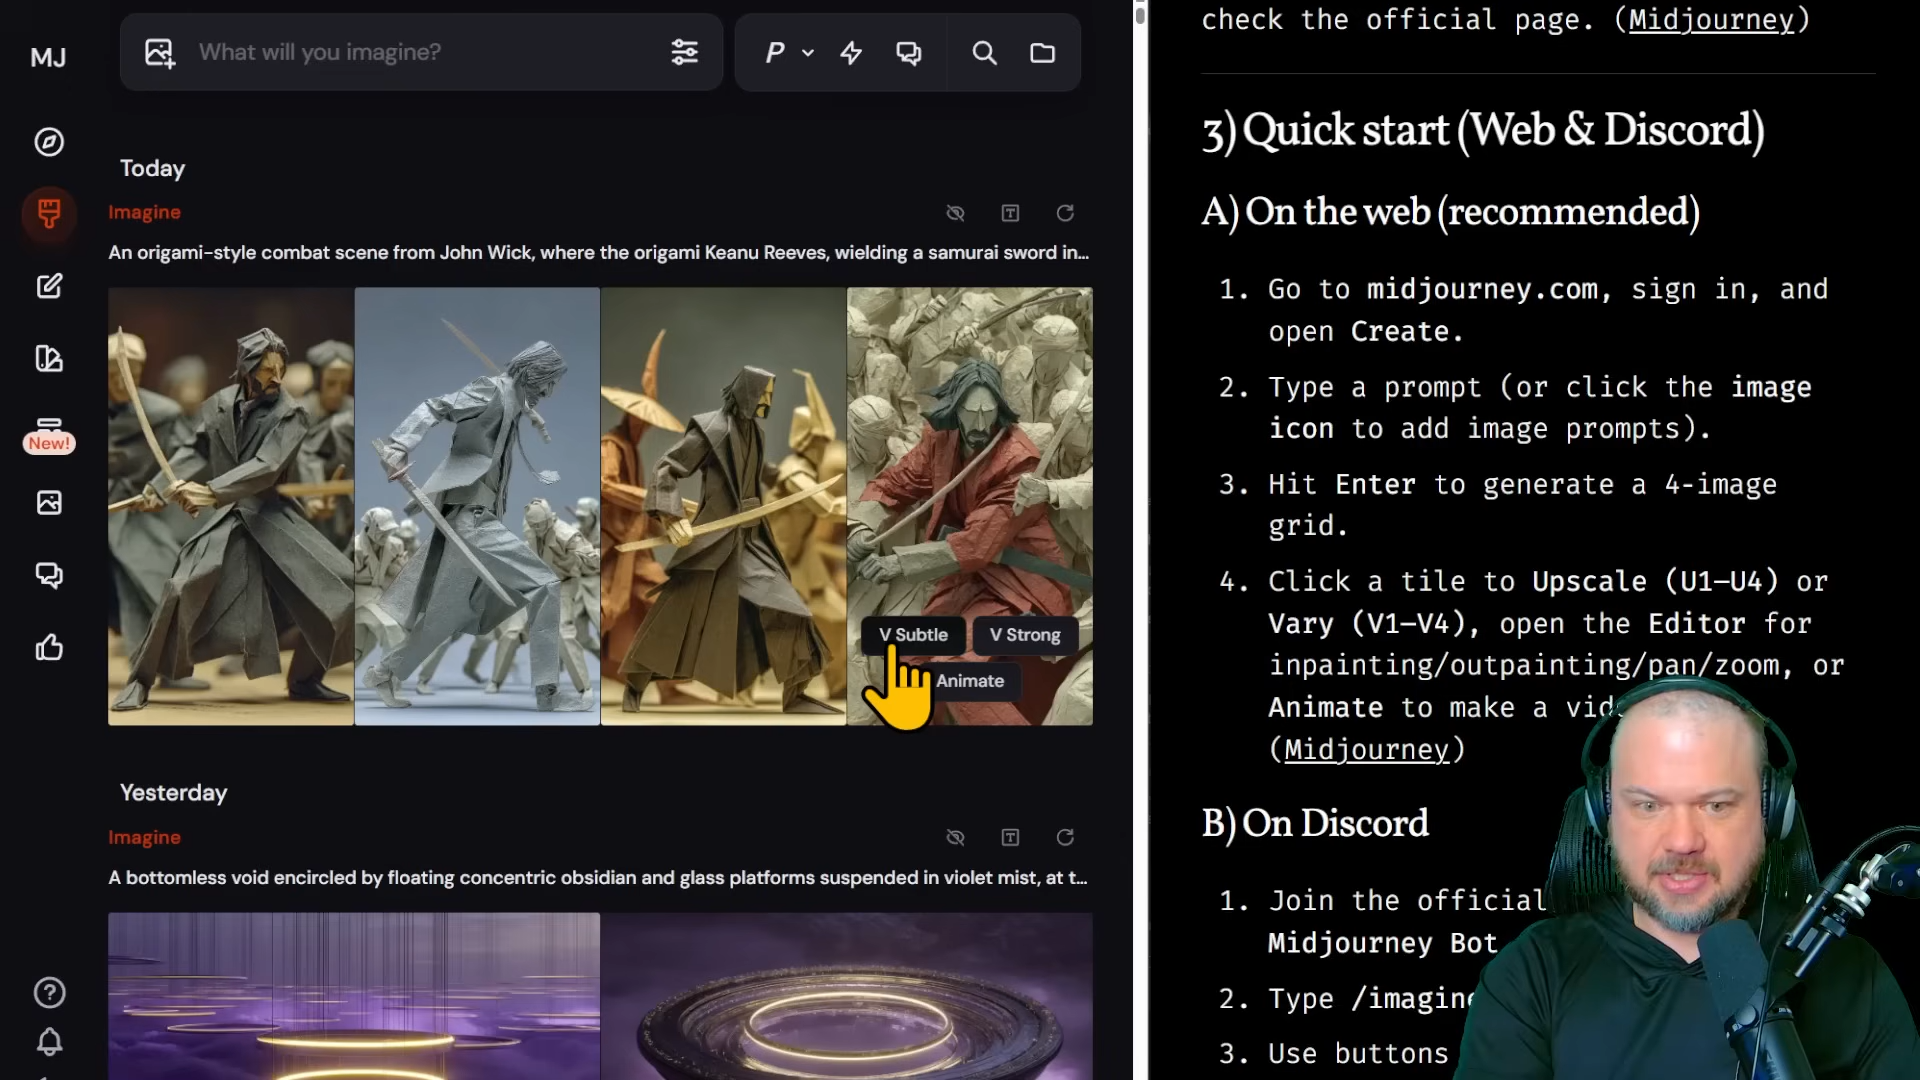 MJ
What will you imagine?
P
Today
Imagine
An origami-style combat scene from John Wick, where the origami Keanu Reeves, wielding a samurai sword in...
V Subtle
V Strong
Animate
New!
Yesterday
Imagine
A bottomless void encircled by floating concentric obsidian and glass platforms suspended in violet mist, at t...
check the official page. (Midjourney)
3) Quick start (Web & Discord)
A) On the web (recommended)
1. Go to midjourney.com, sign in, and
open Create.
2. Type a prompt (or click the image
icon to add image prompts).
3. Hit Enter to generate a 4-image
grid.
4. Click a tile to Upscale (U1–U4) or
Vary (V1–V4), open the Editor for
inpainting/outpainting/pan/zoom, or
Animate to make a vid
(Midjourney)
B) On Discord
1. Join the official
Midjourney Bot
2. Type /imagine
3. Use buttons